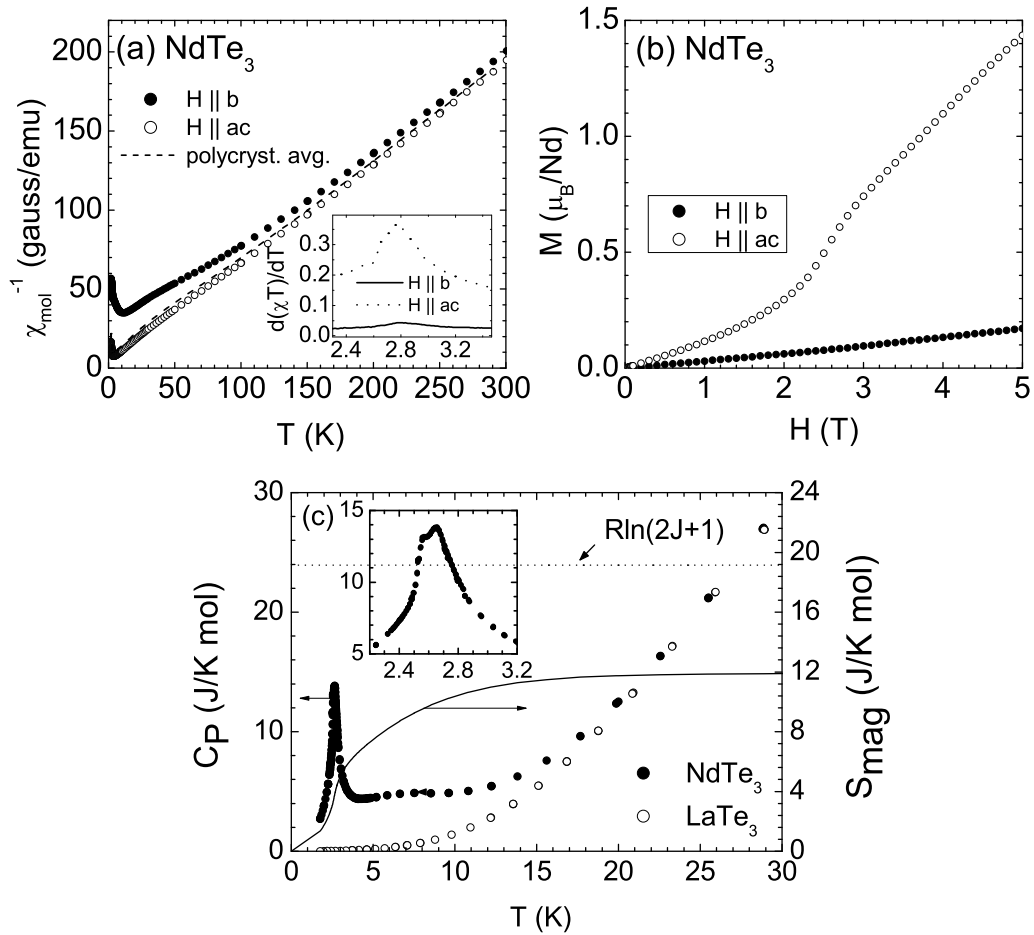 (a) NdTe3
H || b
H || ac
polycryst. avg.
χmol-1 (gauss/emu)
200
150
100
50
0
0 50 100 150 200 250 300
T (K)
d(χT)/dT
0.3
0.2
0.1
0.0
2.4 2.8 3.2
H || b
H || ac
(b) NdTe3
M (μB/Nd)
1.5
1.0
0.5
0.0
H || b
H || ac
0 1 2 3 4 5
H (T)
(c)
CP (J/K mol)
30
20
10
0
15
13
11
9
7
5
2.4 2.8 3.2
Rln(2J+1)
NdTe3
LaTe3
24
20
16
12
8
4
0
Smag (J/K mol)
0 5 10 15 20 25 30
T (K)